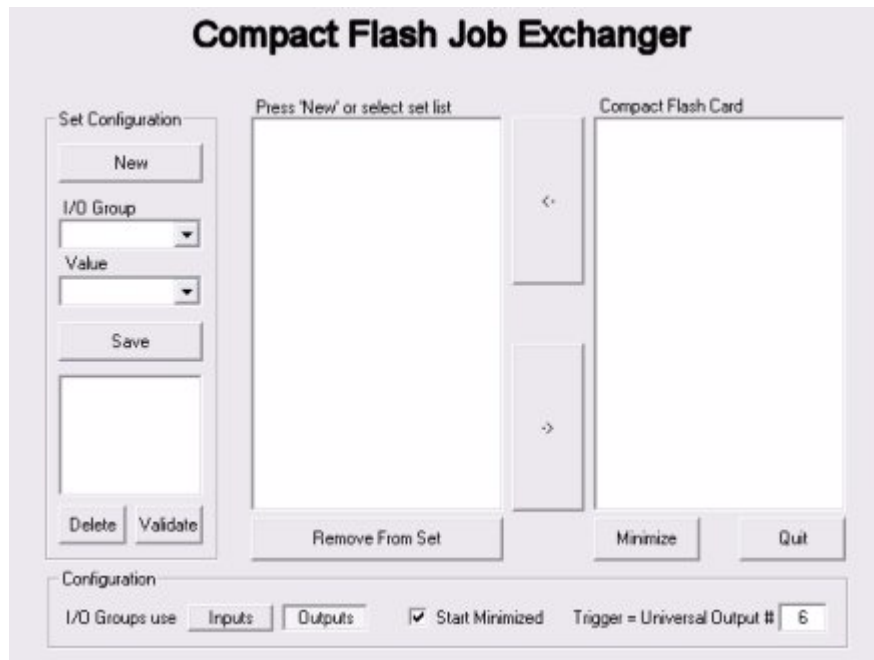 Compact Flash Job Exchanger
Set Configuration
New
I/O Group
Value
Save
Delete
Validate
Press 'New' or select set list
<-
->
Remove From Set
Compact Flash Card
Minimize
Quit
Configuration
I/O Groups use
Inputs
Outputs
Start Minimized
Trigger = Universal Output # 6